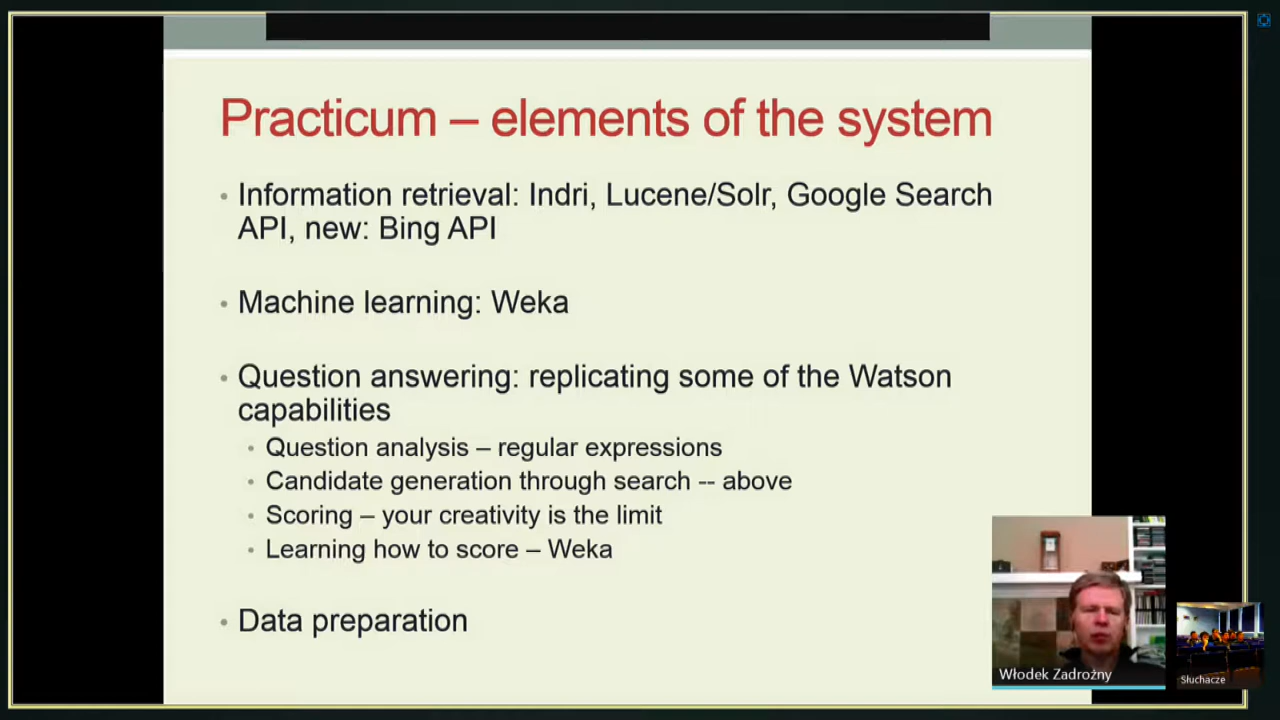 Practicum – elements of the system
• Information retrieval: Indri, Lucene/Solr, Google Search
API, new: Bing API
• Machine learning: Weka
• Question answering: replicating some of the Watson
capabilities
• Question analysis – regular expressions
• Candidate generation through search -- above
• Scoring – your creativity is the limit
• Learning how to score – Weka
• Data preparation
Włodek Zadrożny
Słuchacze